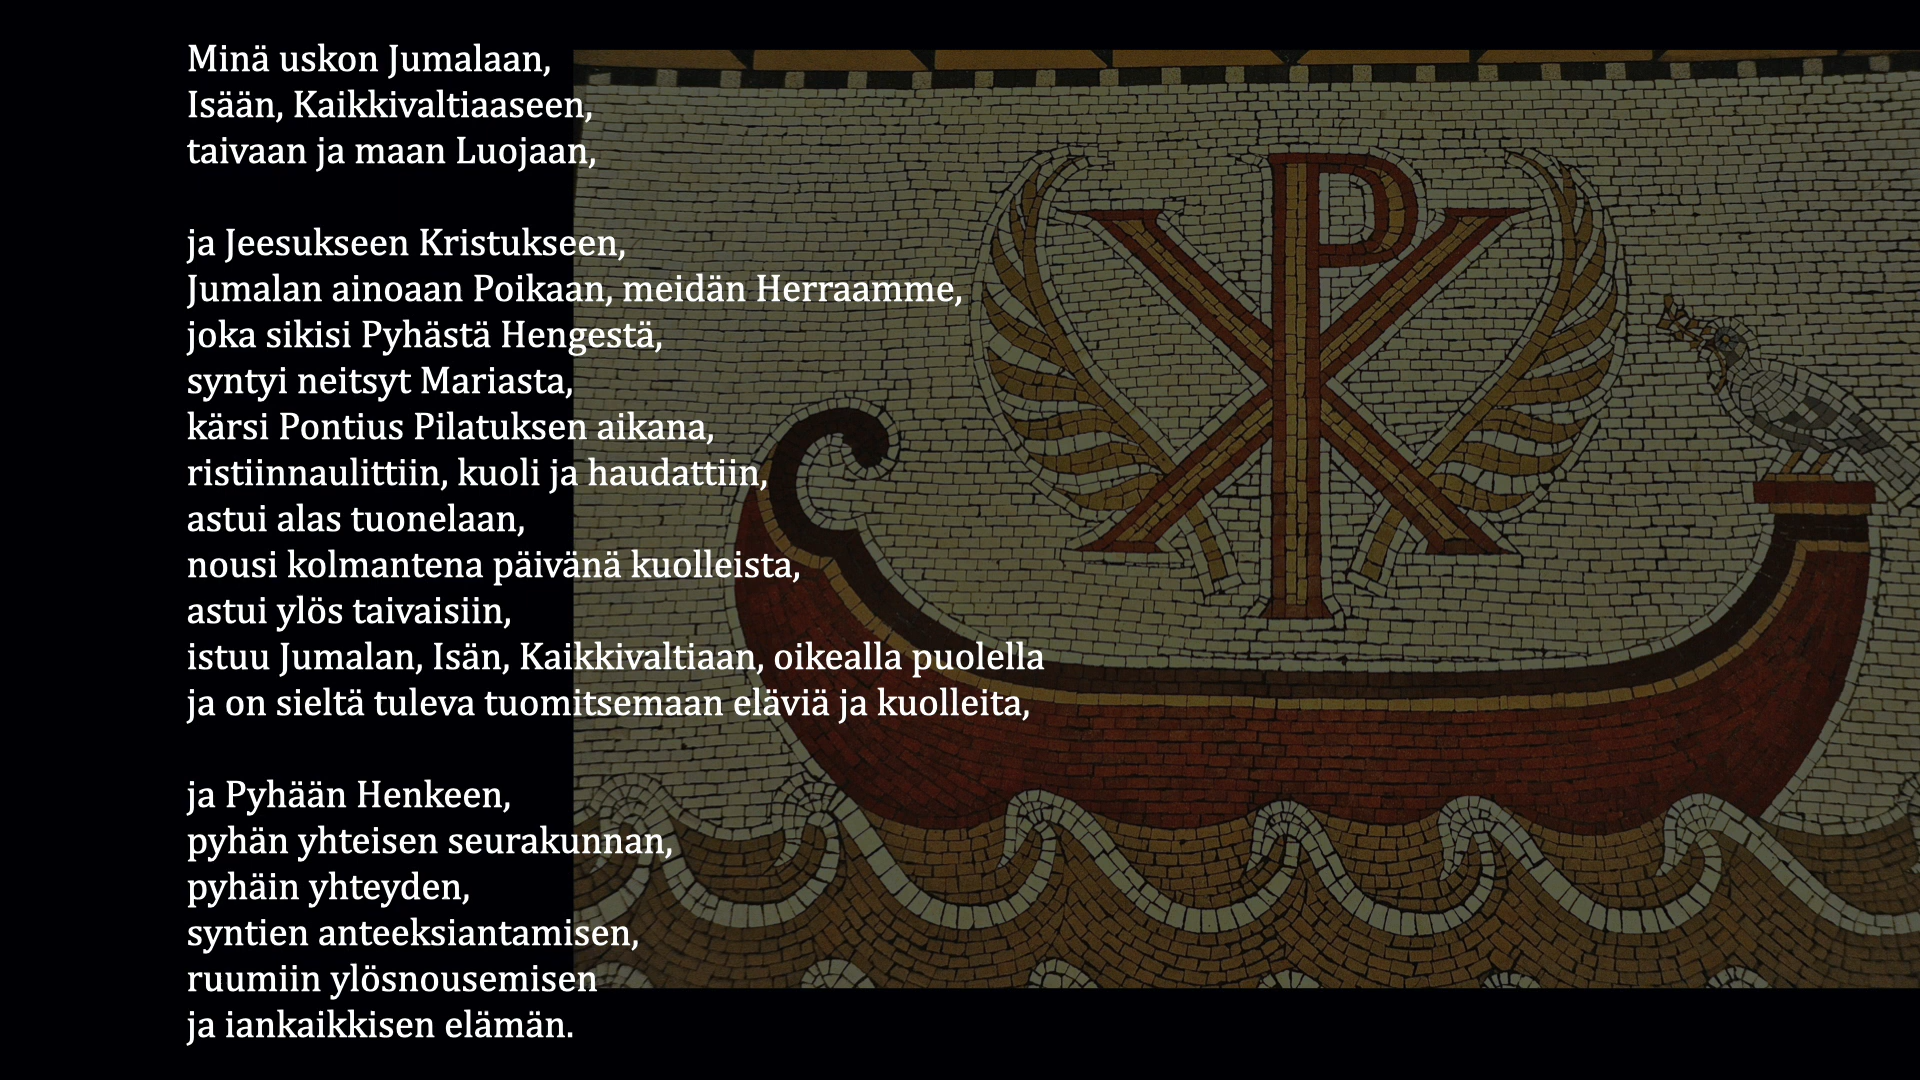 Minä uskon Jumalaan,
Isään, Kaikkivaltiaaseen,
taivaan ja maan Luojaan,
ja Jeesukseen Kristukseen,
Jumalan ainoaan Poikaan, meidän Herraamme,
joka sikisi Pyhästä Hengestä,
syntyi neitsyt Mariasta,
kärsi Pontius Pilatuksen aikana,
ristiinnaulittiin, kuoli ja haudattiin,
astui alas tuonelaan,
nousi kolmantena päivänä kuolleista,
astui ylös taivaisiin,
istuu Jumalan, Isän, Kaikkivaltiaan, oikealla puolella
ja on sieltä tuleva tuomitsemaan eläviä ja kuolleita,
ja Pyhään Henkeen,
pyhän yhteisen seurakunnan,
pyhäin yhteyden,
syntien anteeksiantamisen,
ruumiin ylösnousemisen
ja iankaikkisen elämän.